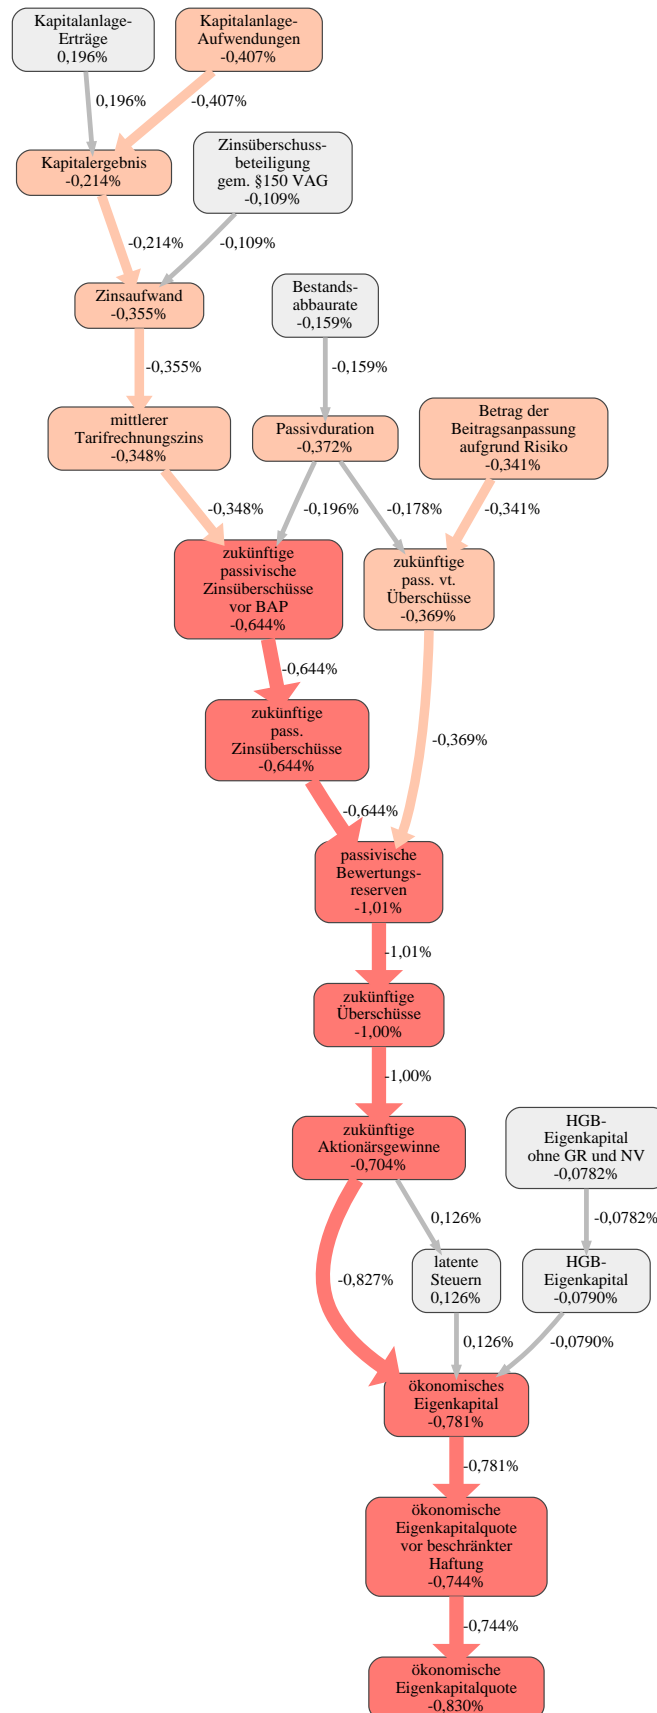 Kapitalanlage-
Erträge
0,196%
Kapitalanlage-
Aufwendungen
-0,407%
0,196%
-0,407%
Kapitalergebnis
-0,214%
Zinsüberschuss-
beteiligung
gem. §150 VAG
-0,109%
-0,214%
-0,109%
Zinsaufwand
-0,355%
Bestands-
abbaurate
-0,159%
-0,355%
-0,159%
mittlerer
Tarifrechnungszins
-0,348%
Passivduration
-0,372%
Betrag der
Beitragsanpassung
aufgrund Risiko
-0,341%
-0,348%
-0,196%
-0,178%
-0,341%
zukünftige
passivische
Zinsüberschüsse
vor BAP
-0,644%
zukünftige
pass. vt.
Überschüsse
-0,369%
-0,644%
zukünftige
pass.
Zinsüberschüsse
-0,644%
-0,369%
-0,644%
passivische
Bewertungs-
reserven
-1,01%
-1,01%
zukünftige
Überschüsse
-1,00%
-1,00%
zukünftige
Aktionärsgewinne
-0,704%
HGB-
Eigenkapital
ohne GR und NV
-0,0782%
0,126%
-0,0782%
-0,827%
latente
Steuern
0,126%
HGB-
Eigenkapital
-0,0790%
0,126%
-0,0790%
ökonomisches
Eigenkapital
-0,781%
-0,781%
ökonomische
Eigenkapitalquote
vor beschränkter
Haftung
-0,744%
-0,744%
ökonomische
Eigenkapitalquote
-0,830%